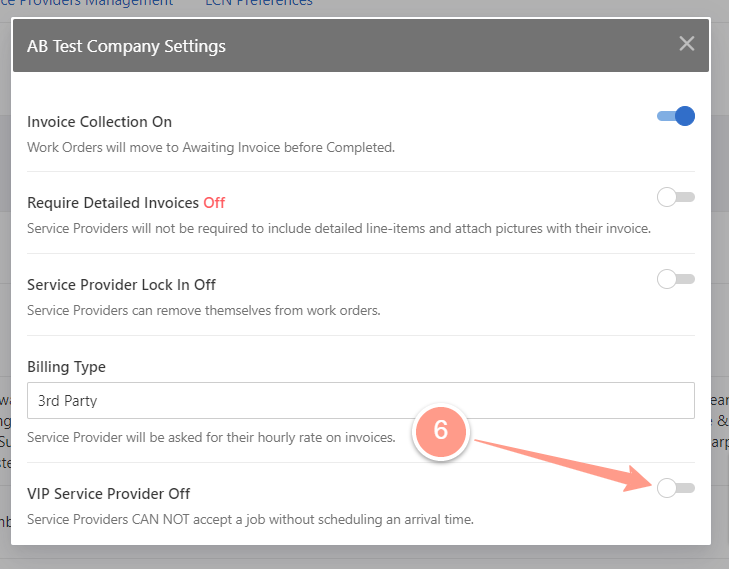 ce Providers Management LCN Preferences
AB Test Company Settings
Invoice Collection On
Work Orders will move to Awaiting Invoice before Completed.
Require Detailed Invoices Off
Service Providers will not be required to include detailed line-items and attach pictures with their invoice.
Service Provider Lock In Off
Service Providers can remove themselves from work orders.
Billing Type
3rd Party
Service Provider will be asked for their hourly rate on invoices.
6
VIP Service Provider Off
Service Providers CAN NOT accept a job without scheduling an arrival time.